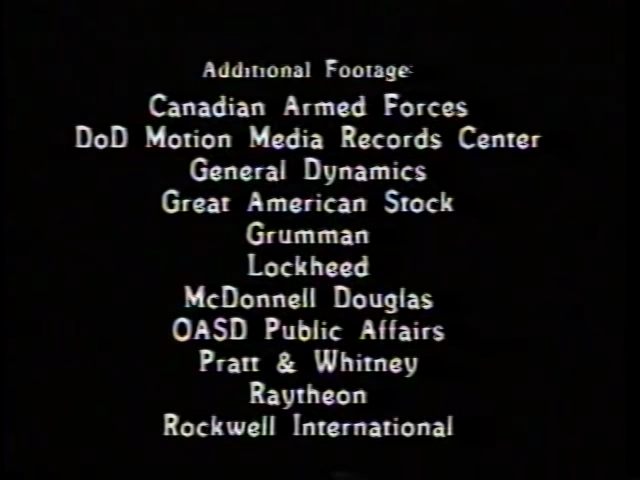 Additional Footage:
Canadian Armed Forces
DoD Motion Media Records Center
General Dynamics
Great American Stock
Grumman
Lockheed
McDonnell Douglas
OASD Public Affairs
Pratt & Whitney
Raytheon
Rockwell International